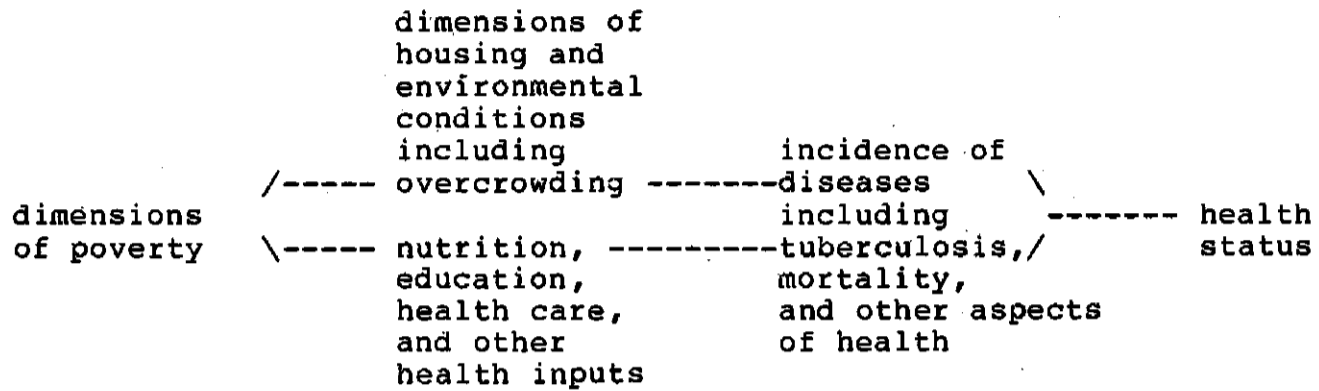 dimensions of
housing and
environmental
conditions
including incidence of
/----- overcrowding -------diseases \
dimensions including ------- health
of poverty \----- nutrition, ---------tuberculosis,/ status
education, mortality,
health care, and other aspects
and other of health
health inputs